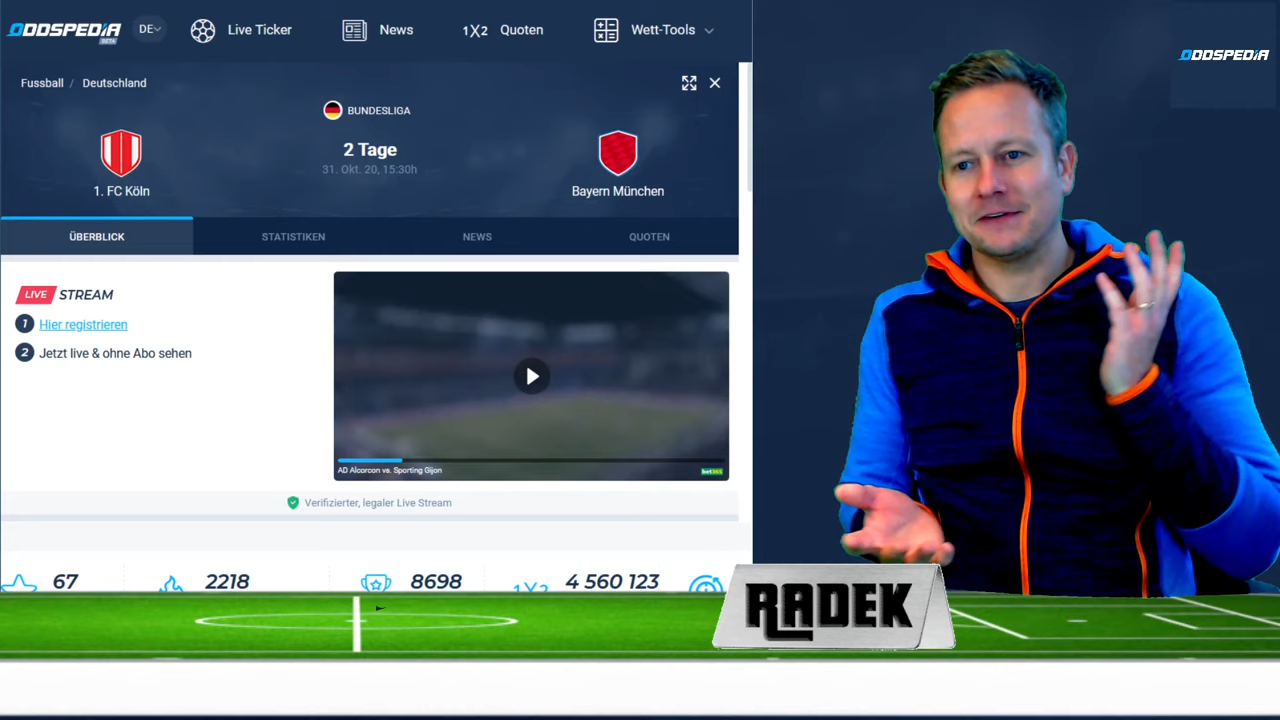 ODDSPEDIA
BETA
DE
Live Ticker
News
1X2 Quoten
Wett-Tools
ODDSPEDIA
Fussball / Deutschland
BUNDESLIGA
2 Tage
31. Okt. 20, 15:30h
1. FC Köln
Bayern München
ÜBERBLICK
STATISTIKEN
NEWS
QUOTEN
LIVE STREAM
1 Hier registrieren
2 Jetzt live & ohne Abo sehen
AD Alcorcon vs. Sporting Gijon
bet365
Verifizierter, legaler Live Stream
67
2218
8698
1X2 4 560 123
RADEK